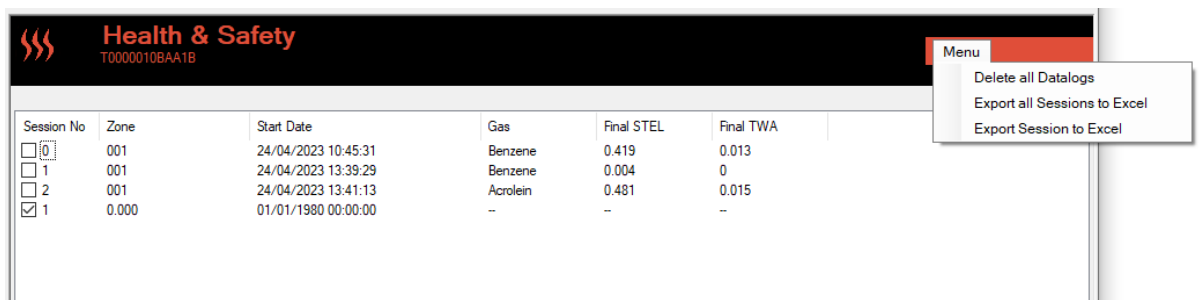 Health & Safety
T0000010BAA1B
Menu
Delete all Datalogs
Export all Sessions to Excel
Export Session to Excel
Session No Zone Start Date Gas Final STEL Final TWA
0 001 24/04/2023 10:45:31 Benzene 0.419 0.013
1 001 24/04/2023 13:39:29 Benzene 0.004 0
2 001 24/04/2023 13:41:13 Acrolein 0.481 0.015
1 0.000 01/01/1980 00:00:00 -- -- --